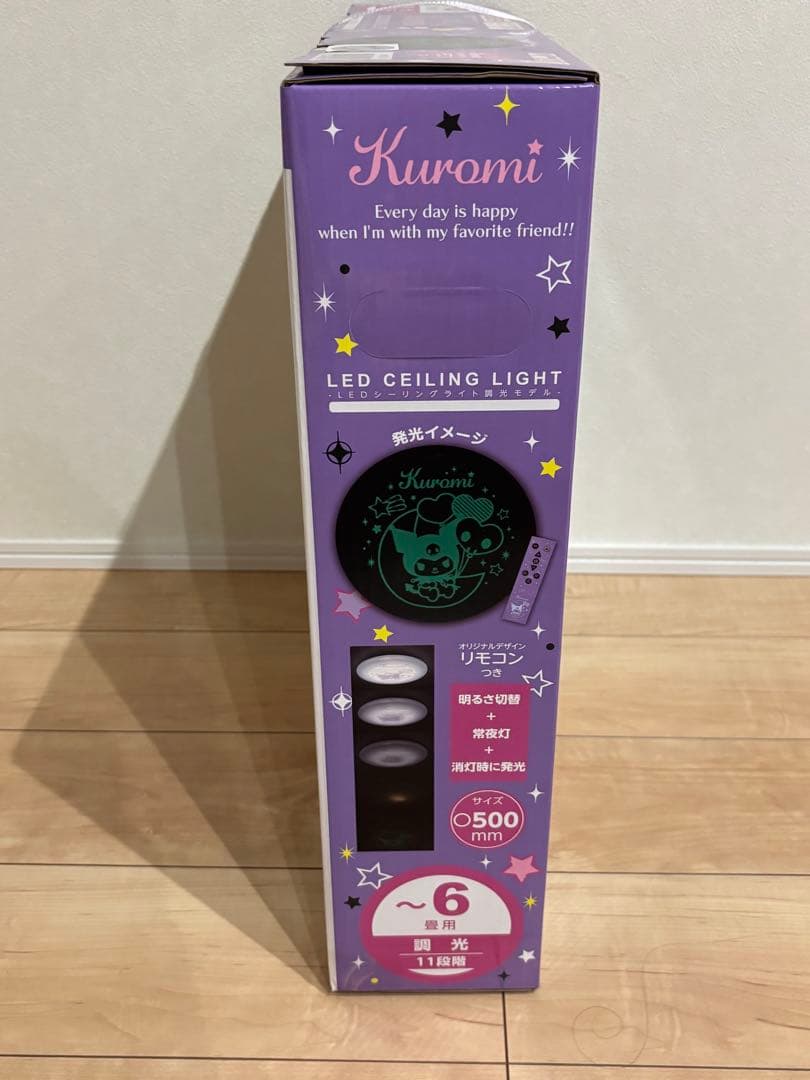 Kuromi
Every day is happy
when I'm with my favorite friend!!
LED CEILING LIGHT
-LEDシーリングライト調光モデル-
発光イメージ
Kuromi
オリジナルデザイン
リモコン
つき
明るさ切替
+
常夜灯
+
消灯時に発光
サイズ
〇500
mm
～6
畳用
調光
11段階